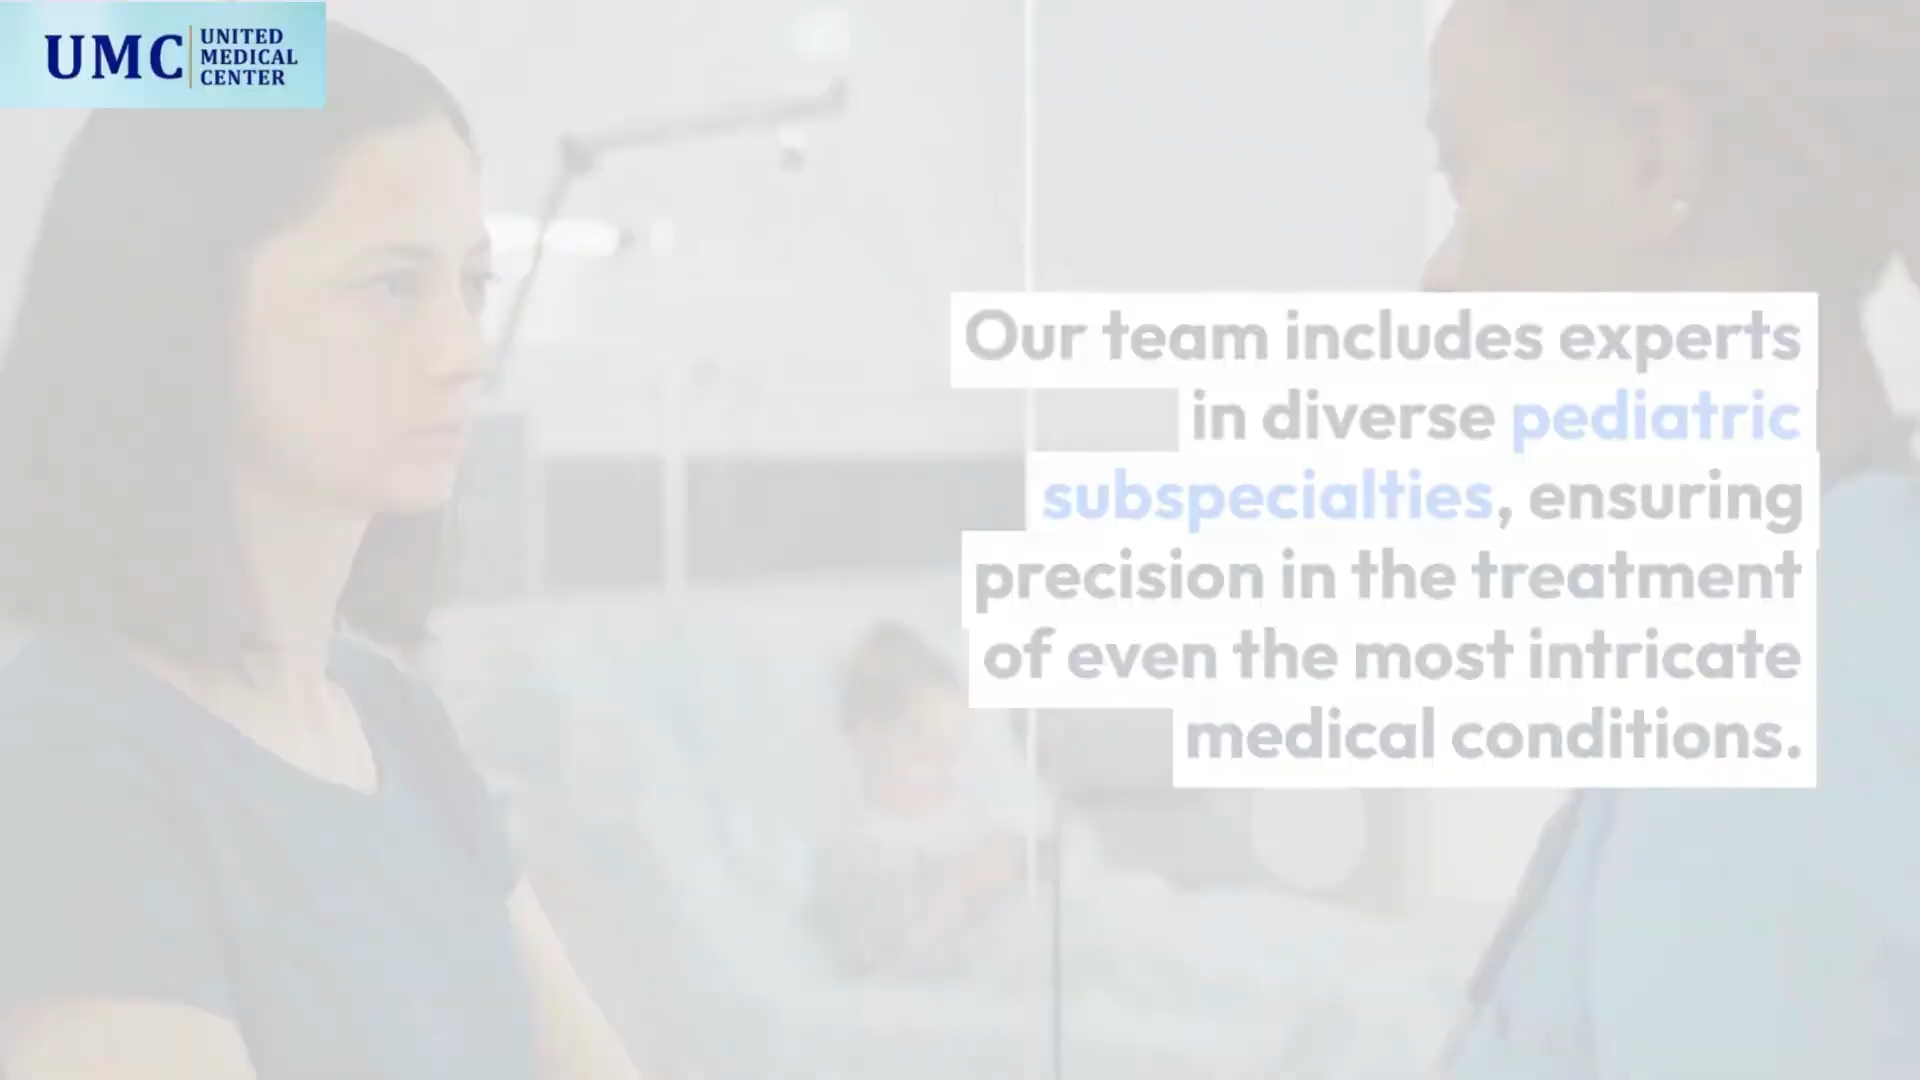 UMC
UNITED
MEDICAL
CENTER
Our team includes experts
in diverse pediatric
subspecialties, ensuring
precision in the treatment
of even the most intricate
medical conditions.